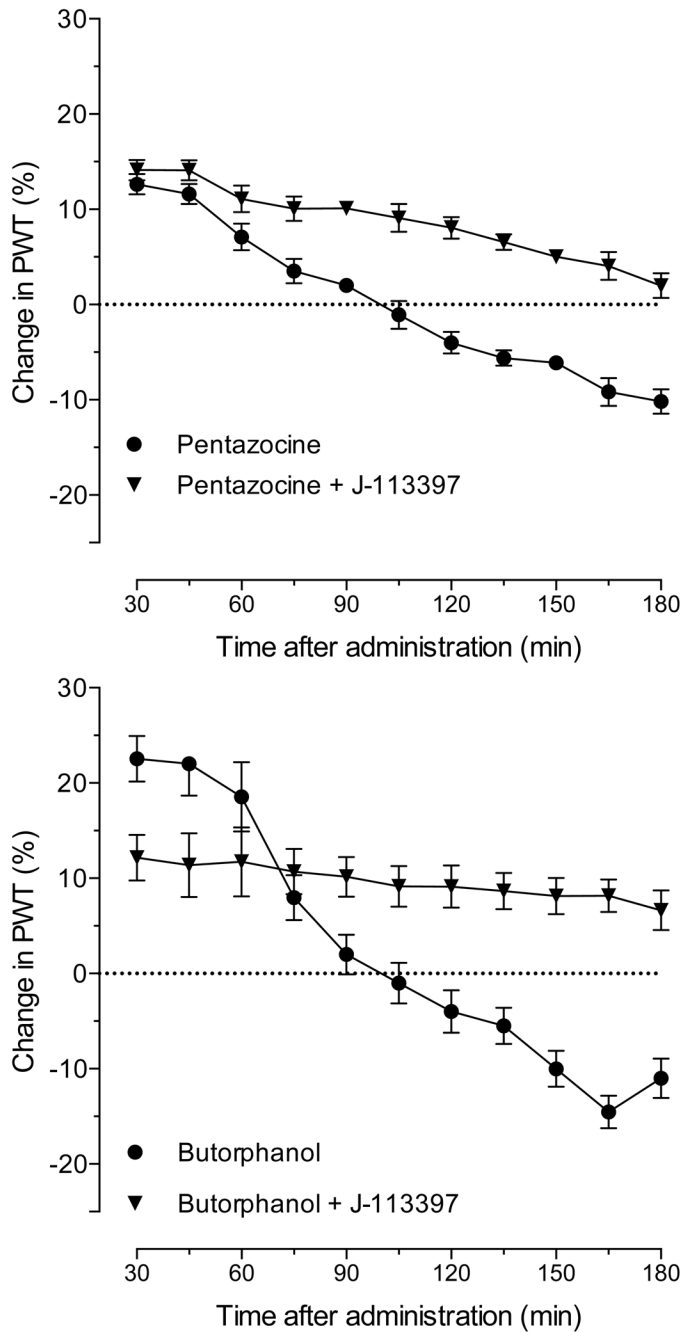 30
20
10
0
-10
-20
Change in PWT (%)
Pentazocine
Pentazocine + J-113397
30 60 90 120 150 180
Time after administration (min)
30
20
10
0
-10
-20
Change in PWT (%)
Butorphanol
Butorphanol + J-113397
30 60 90 120 150 180
Time after administration (min)